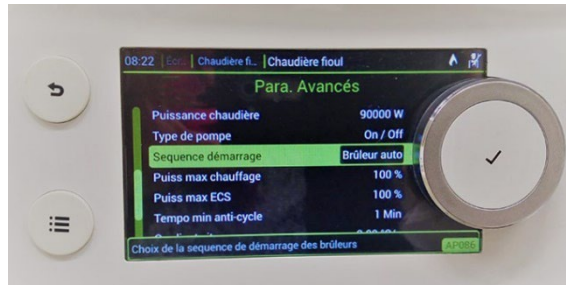 08:22 Chaudière fi... Chaudière fioul
Para. Avancés
Puissance chaudière 90000 W
Type de pompe On / Off
Sequence démarrage Brûleur auto
Puiss max chauffage 100 %
Puiss max ECS 100 %
Tempo min anti-cycle 1 Min
Choix de la sequence de démarrage des brûleurs AP086